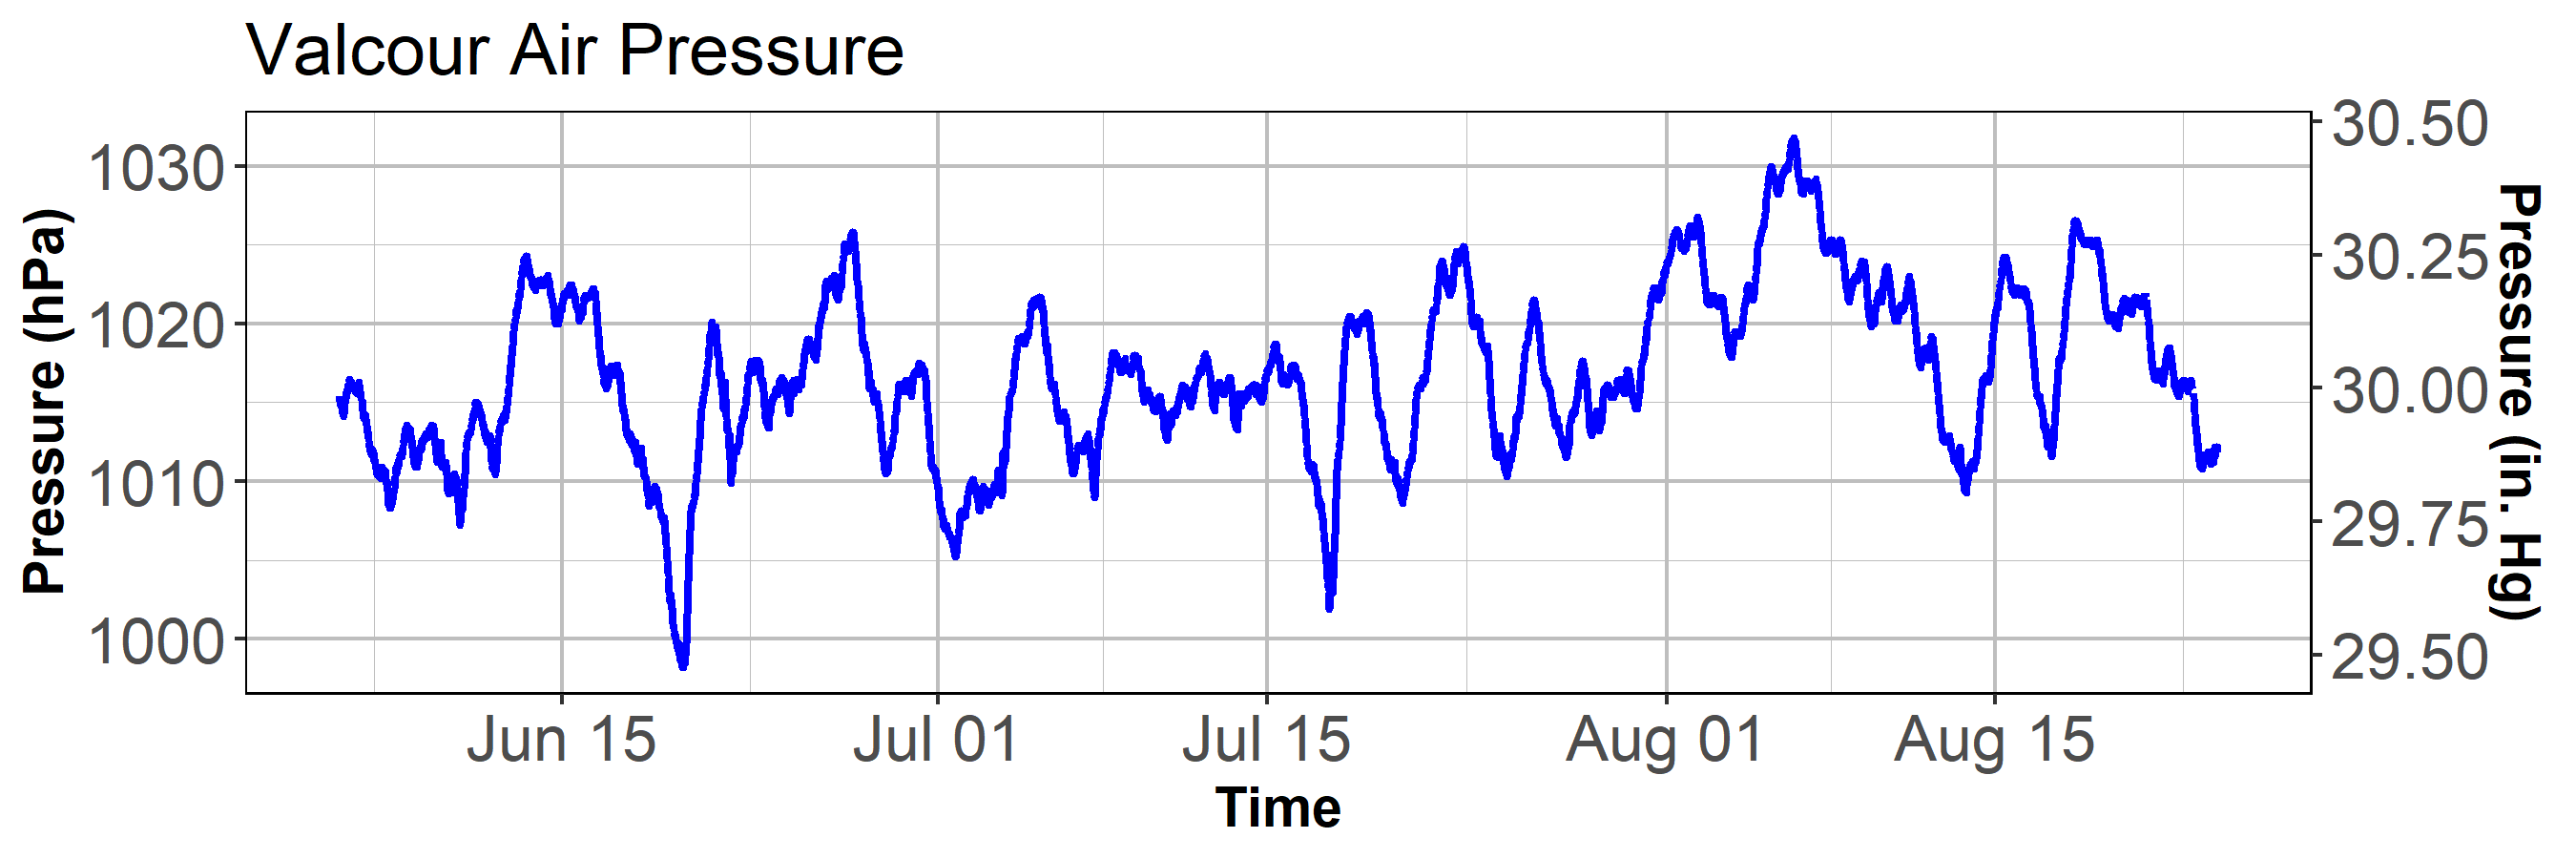 Valcour Air Pressure
Pressure (hPa)
1030
1020
1010
1000
30.50
30.25
30.00
29.75
29.50
Pressure (in. Hg)
Jun 15
Jul 01
Jul 15
Aug 01
Aug 15
Time